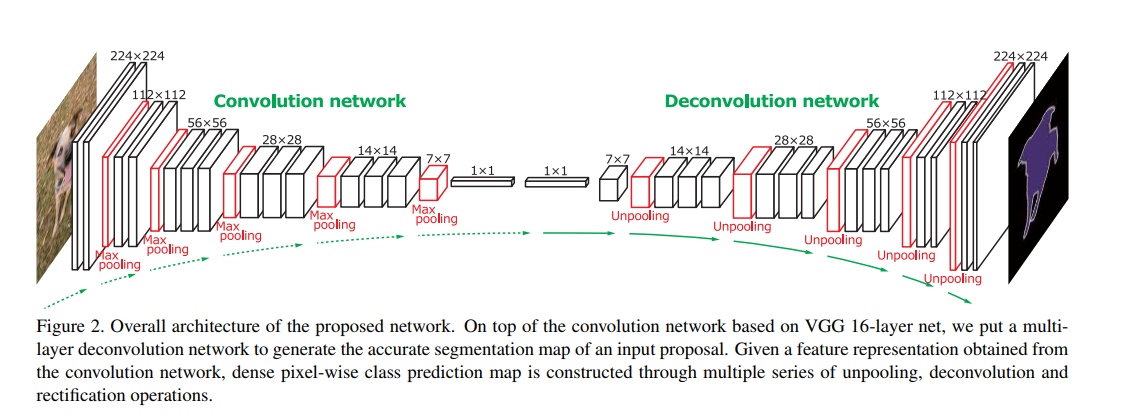 224×224
112×112
56×56
28×28
14×14
7×7
1×1
1×1
7×7
14×14
28×28
56×56
112×112
224×224
Convolution network
Deconvolution network
Max
pooling
Max
pooling
Max
pooling
Max
pooling
Max
pooling
Unpooling
Unpooling
Unpooling
Unpooling
Unpooling
Figure 2. Overall architecture of the proposed network. On top of the convolution network based on VGG 16-layer net, we put a multi-
layer deconvolution network to generate the accurate segmentation map of an input proposal. Given a feature representation obtained from
the convolution network, dense pixel-wise class prediction map is constructed through multiple series of unpooling, deconvolution and
rectification operations.